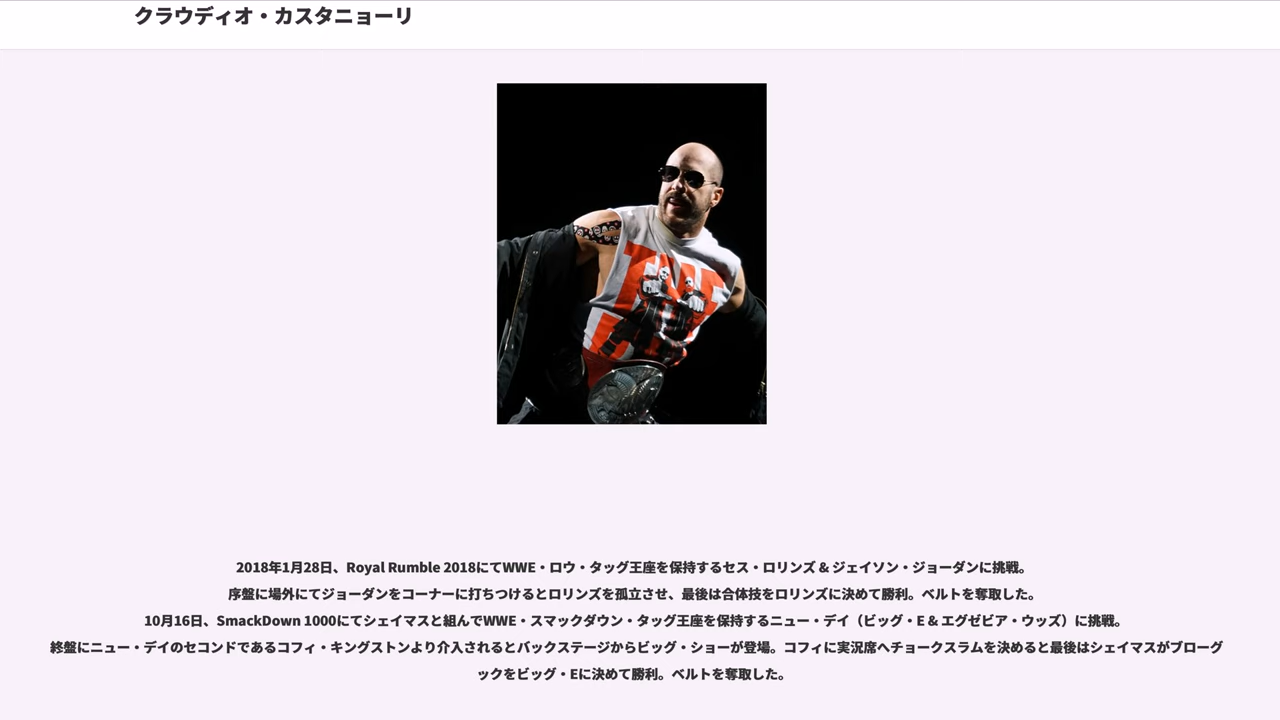 クラウディオ・カスタニョーリ
2018年1月28日、Royal Rumble 2018にてWWE・ロウ・タッグ王座を保持するセス・ロリンズ & ジェイソン・ジョーダンに挑戦。
序盤に場外にてジョーダンをコーナーに打ちつけるとロリンズを孤立させ、最後は合体技をロリンズに決めて勝利。ベルトを奪取した。
10月16日、SmackDown 1000にてシェイマスと組んでWWE・スマックダウン・タッグ王座を保持するニュー・デイ（ビッグ・E & エグゼビア・ウッズ）に挑戦。
終盤にニュー・デイのセコンドであるコフィ・キングストンより介入されるとバックステージからビッグ・ショーが登場。コフィに実況席へチョークスラムを決めると最後はシェイマスがブローグ
ックをビッグ・Eに決めて勝利。ベルトを奪取した。